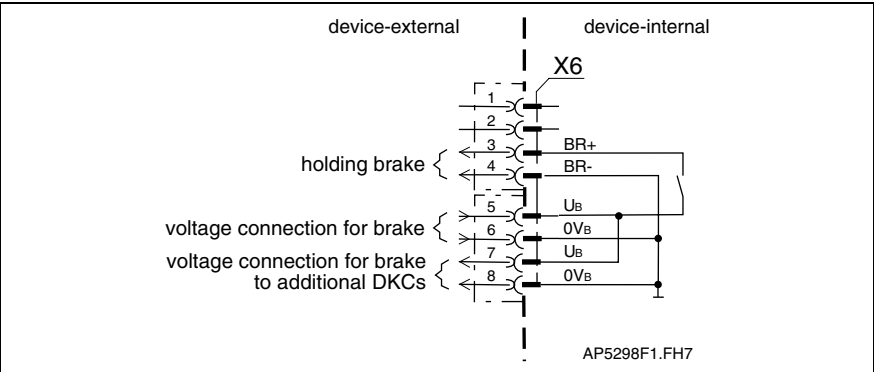 device-external device-internal
X6
1
2
3 BR+
holding brake
4 BR-
5 UB
voltage connection for brake
6 0VB
7 UB
voltage connection for brake
to additional DKCs
8 0VB
AP5298F1.FH7